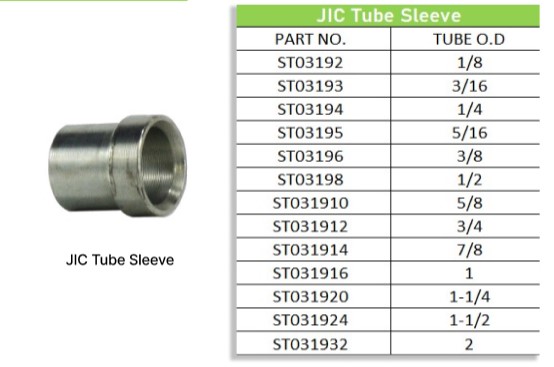 JIC Tube Sleeve
PART NO. TUBE O.D
ST03192 1/8
ST03193 3/16
ST03194 1/4
ST03195 5/16
ST03196 3/8
ST03198 1/2
ST031910 5/8
ST031912 3/4
ST031914 7/8
ST031916 1
ST031920 1-1/4
ST031924 1-1/2
ST031932 2
JIC Tube Sleeve